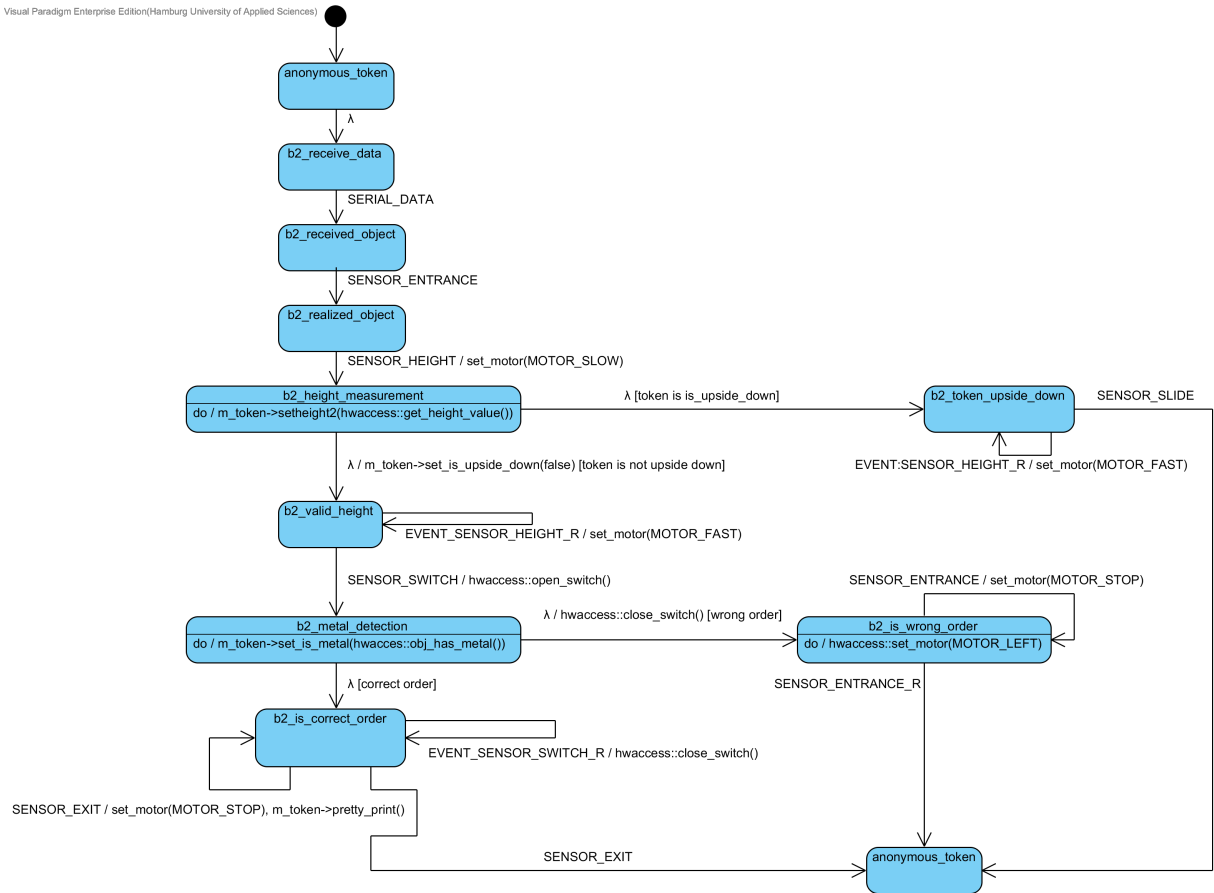 Visual Paradigm Enterprise Edition(Hamburg University of Applied Sciences)
anonymous_token
λ
b2_receive_data
SERIAL_DATA
b2_received_object
SENSOR_ENTRANCE
b2_realized_object
SENSOR_HEIGHT / set_motor(MOTOR_SLOW)
b2_height_measurement
do / m_token->setheight2(hwaccess::get_height_value())
λ [token is is_upside_down]
b2_token_upside_down
SENSOR_SLIDE
EVENT:SENSOR_HEIGHT_R / set_motor(MOTOR_FAST)
λ / m_token->set_is_upside_down(false) [token is not upside down]
b2_valid_height
EVENT_SENSOR_HEIGHT_R / set_motor(MOTOR_FAST)
SENSOR_SWITCH / hwaccess::open_switch()
SENSOR_ENTRANCE / set_motor(MOTOR_STOP)
λ / hwaccess::close_switch() [wrong order]
b2_metal_detection
do / m_token->set_is_metal(hwacces::obj_has_metal())
b2_is_wrong_order
do / hwaccess::set_motor(MOTOR_LEFT)
λ [correct order]
SENSOR_ENTRANCE_R
b2_is_correct_order
EVENT_SENSOR_SWITCH_R / hwaccess::close_switch()
SENSOR_EXIT / set_motor(MOTOR_STOP), m_token->pretty_print()
SENSOR_EXIT
anonymous_token